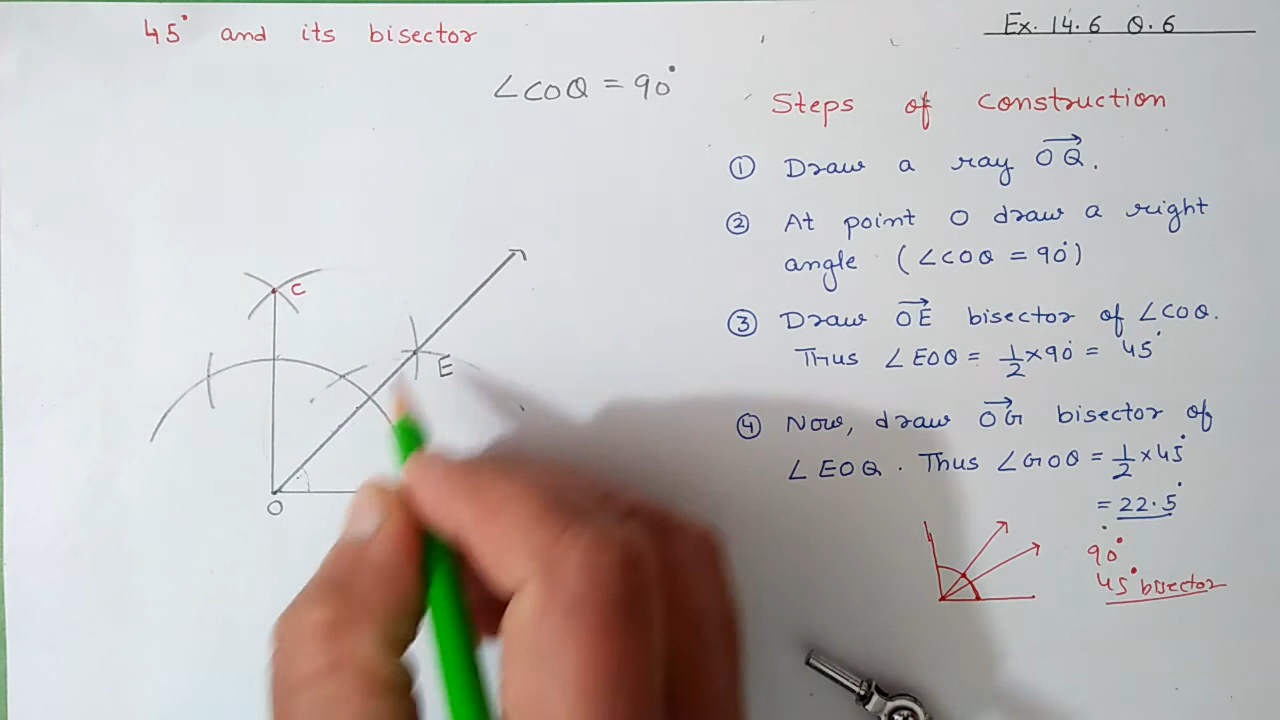 45° and its bisector
Ex. 14.6 Q.6
∠COQ = 90°
Steps of construction
① Draw a ray →OQ.
② At point O draw a right
angle (∠COQ = 90°)
③ Draw →OE bisector of ∠COQ.
Thus ∠EOQ = 1/2 × 90° = 45°
④ Now, draw →OG bisector of
∠EOQ. Thus ∠GOQ = 1/2 × 45°
= 22.5°
90°
45° bisector
C
E
O